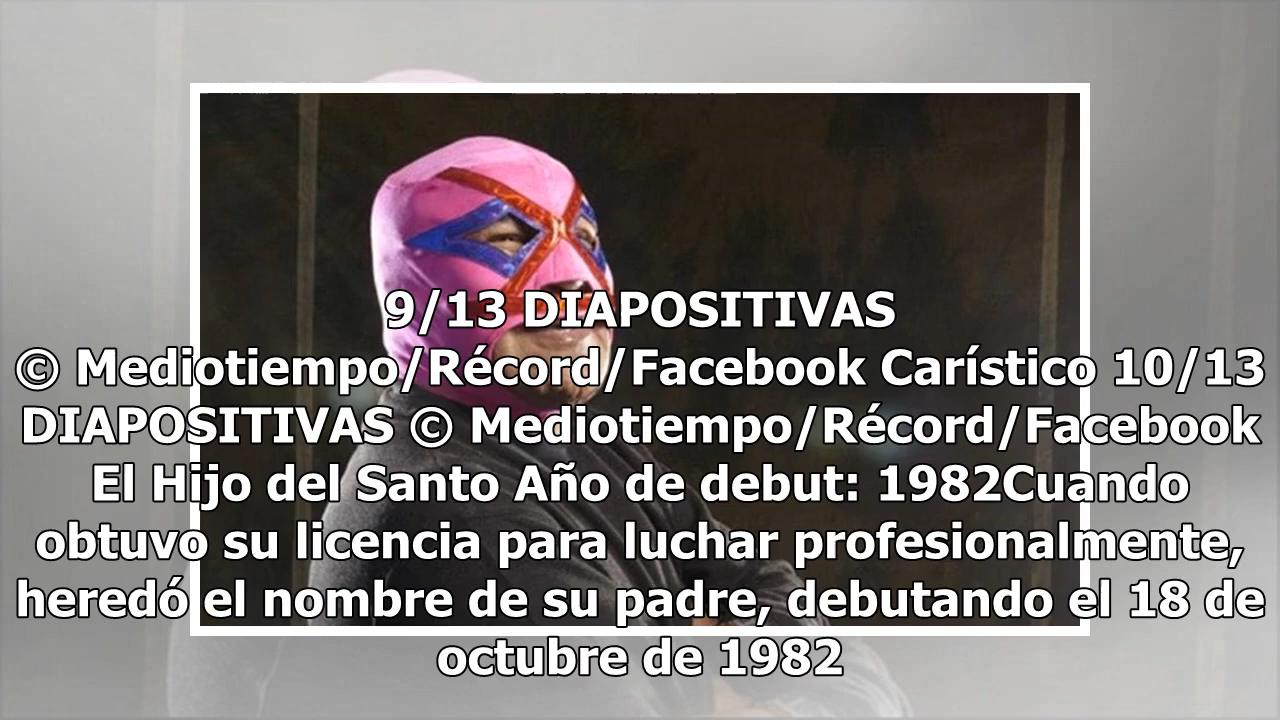 9/13 DIAPOSITIVAS
© Mediotiempo/Récord/Facebook Carístico 10/13
DIAPOSITIVAS © Mediotiempo/Récord/Facebook
El Hijo del Santo Año de debut: 1982Cuando
obtuvo su licencia para luchar profesionalmente,
heredó el nombre de su padre, debutando el 18 de
octubre de 1982